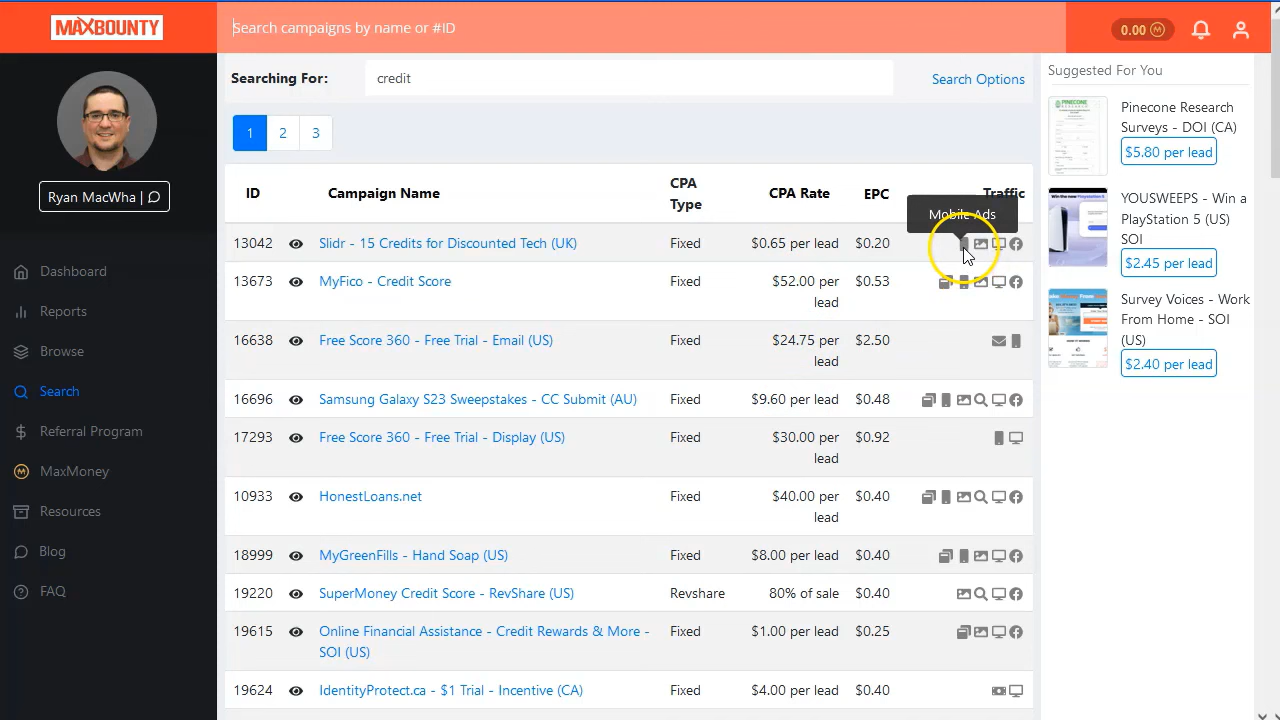 MAXBOUNTY
Search campaigns by name or #ID
0.00
Ryan MacWha |
Dashboard
Reports
Browse
Search
Referral Program
MaxMoney
Resources
Blog
FAQ
Searching For:
credit
Search Options
1 2 3
ID Campaign Name CPA Type CPA Rate EPC Traffic
Mobile Ads
13042 Slidr - 15 Credits for Discounted Tech (UK) Fixed $0.65 per lead $0.20
13675 MyFico - Credit Score Fixed $52.00 per $0.53
16638 Free Score 360 - Free Trial - Email (US) Fixed $24.75 per $2.50
16696 Samsung Galaxy S23 Sweepstakes - CC Submit (AU) Fixed $9.60 per lead $0.48
17293 Free Score 360 - Free Trial - Display (US) Fixed $30.00 per $0.92
lead
10933 HonestLoans.net Fixed $40.00 per $0.40
lead
18999 MyGreenFills - Hand Soap (US) Fixed $8.00 per lead $0.40
19220 SuperMoney Credit Score - RevShare (US) Revshare 80% of sale $0.40
19615 Online Financial Assistance - Credit Rewards & More - Fixed $1.00 per lead $0.25
SOI (US)
19624 IdentityProtect.ca - $1 Trial - Incentive (CA) Fixed $4.00 per lead $0.40
Suggested For You
PINECONE
RESEARCH
Pinecone Research
Surveys - DOI (CA)
$5.80 per lead
YOUSWEEPS - Win a
PlayStation 5 (US)
SOI
$2.45 per lead
Survey Voices - Work
From Home - SOI
(US)
$2.40 per lead